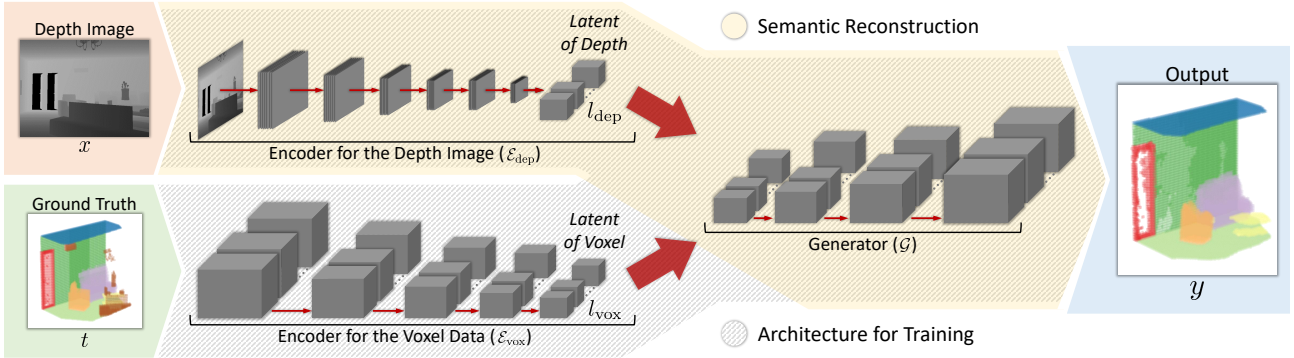 Depth Image
x
Latent
of Depth
l_dep
Encoder for the Depth Image (ℰ_dep)
Ground Truth
t
Latent
of Voxel
l_vox
Encoder for the Voxel Data (ℰ_vox)
Semantic Reconstruction
Generator (𝒢)
Architecture for Training
Output
y